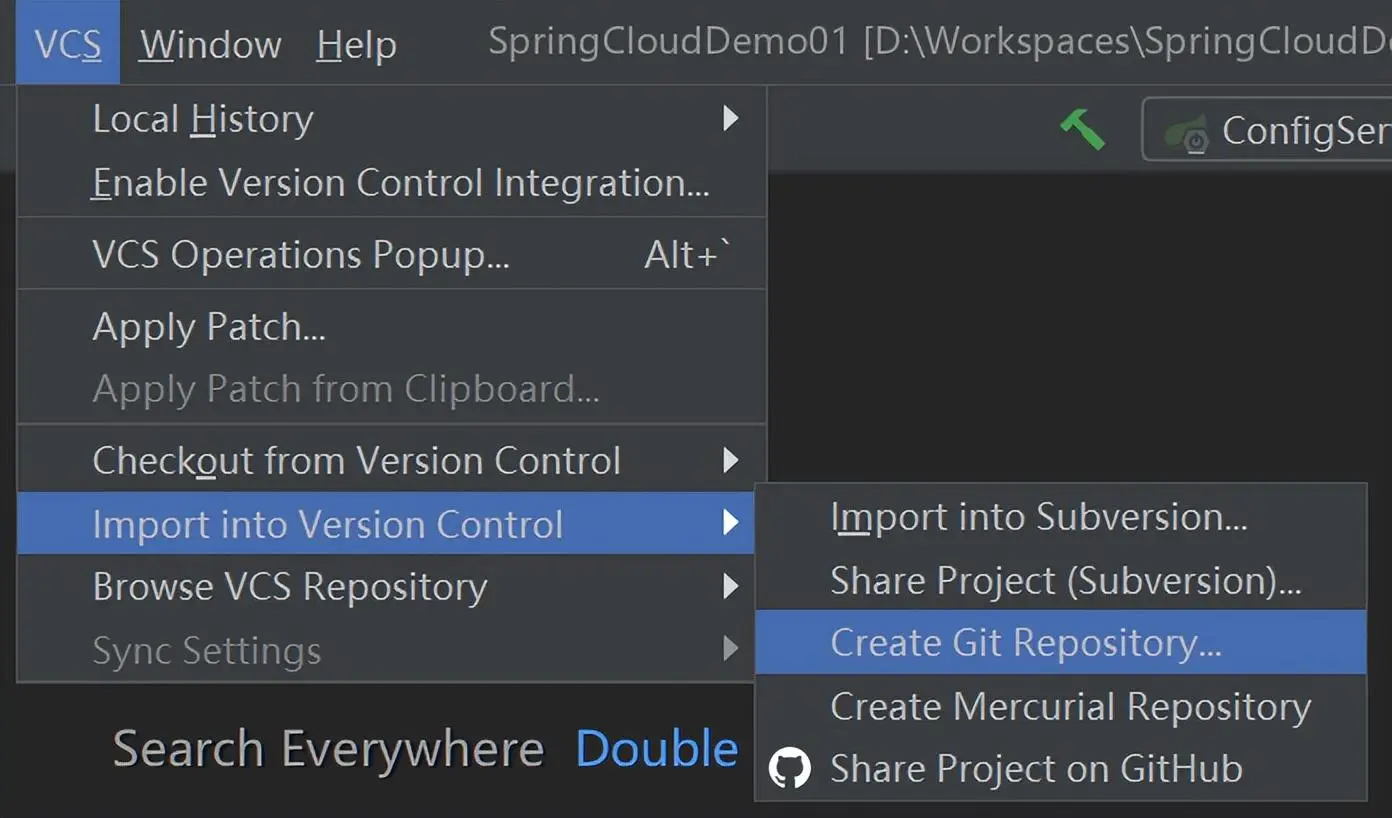 VCS Window Help SpringCloudDemo01 [D:\Workspaces\SpringCloudD
ConfigSer
Local History
Enable Version Control Integration...
VCS Operations Popup... Alt+`
Apply Patch...
Apply Patch from Clipboard...
Checkout from Version Control
Import into Version Control
Browse VCS Repository
Sync Settings
Import into Subversion...
Share Project (Subversion)...
Create Git Repository...
Create Mercurial Repository
Share Project on GitHub
Search Everywhere Double